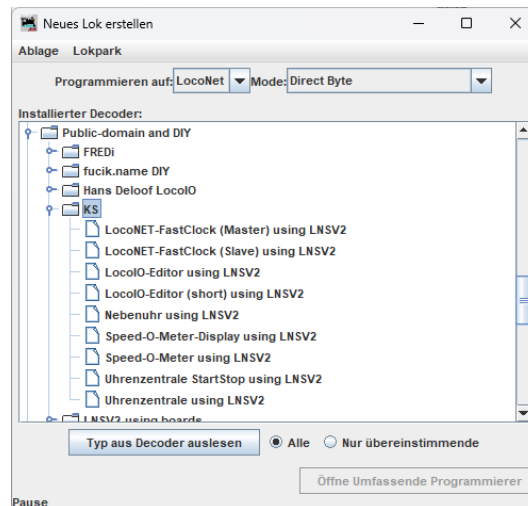 Neues Lok erstellen
Ablage Lokpark
Programmieren auf: LocoNet Mode: Direct Byte
Installierter Decoder:
Public-domain and DIY
FREDi
fucik.name DIY
Hans Deloof LocoIO
KS
LocoNET-FastClock (Master) using LNSV2
LocoNET-FastClock (Slave) using LNSV2
LocoIO-Editor using LNSV2
LocoIO-Editor (short) using LNSV2
Nebenuhr using LNSV2
Speed-O-Meter-Display using LNSV2
Speed-O-Meter using LNSV2
Uhrenzentrale StartStop using LNSV2
Uhrenzentrale using LNSV2
LNSV2 using boards
Typ aus Decoder auslesen Alle Nur übereinstimmende
Öffne Umfassende Programmierer
Pause